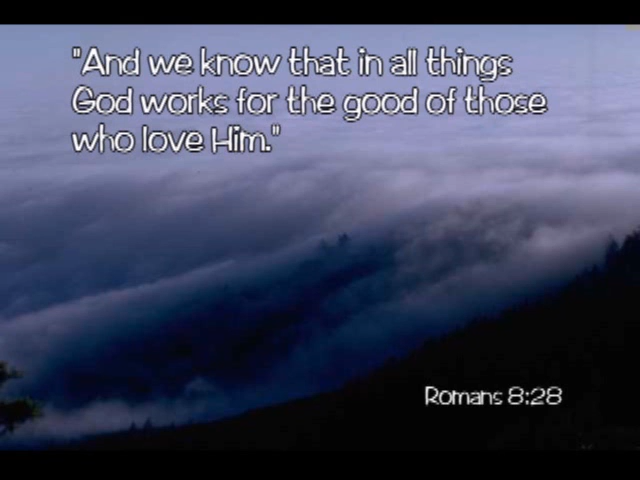 "And we know that in all things
God works for the good of those
who love Him."
Romans 8:28